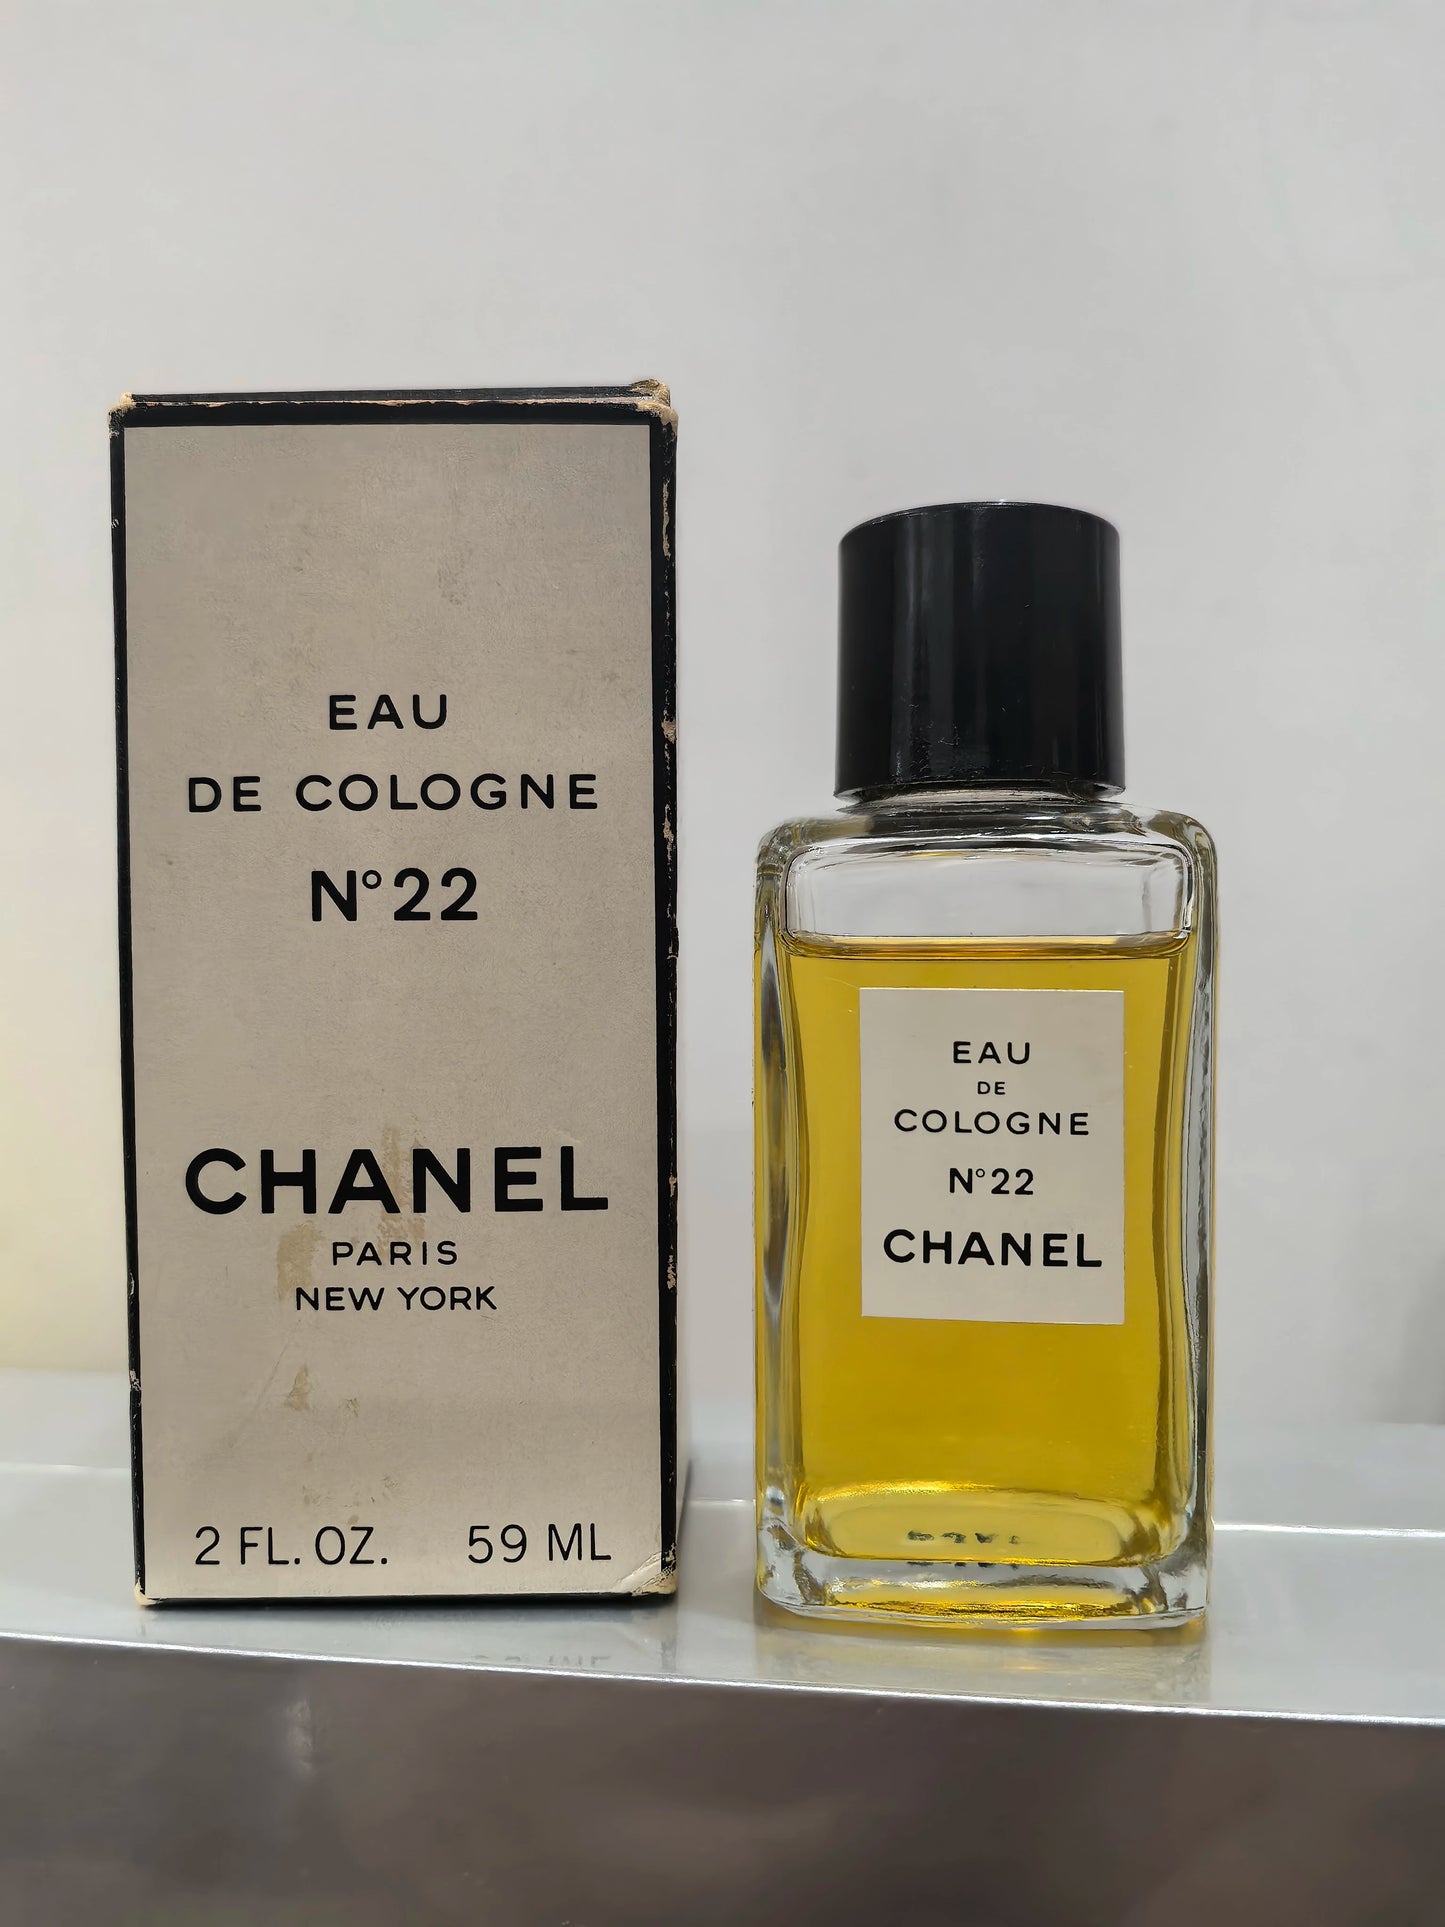 EAU
DE COLOGNE
N°22
CHANEL
PARIS
NEW YORK
2 FL. OZ. 59 ML
EAU
DE
COLOGNE
N°22
CHANEL